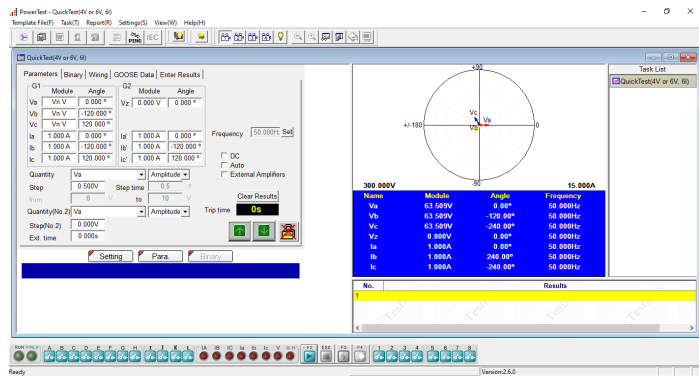 PowerTest - QuickTest(4V or 6V, 6I)
Template File(F) Task(T) Report(R) Settings(S) View(W) Help(H)
PING IEC
QuickTest(4V or 6V, 6I)
Parameters Binary Wiring GOOSE Data Enter Results
G1 Module Angle G2 Module Angle
Va Vn V 0.000 º Vz 0.000 V 0.000 º
Vb Vn V -120.000 º
Vc Vn V 120.000 º
Ia 1.000 A 0.000 º Ia' 1.000 A 0.000 º
Ib 1.000 A -120.000 º Ib' 1.000 A -120.000 º
Ic 1.000 A 120.000 º Ic' 1.000 A 120.000 º
Frequency 50.000Hz Set
DC
Auto
External Amplifiers
Quantity Va Amplitude
Step 0.500V Step time 0.5
from 0 V to 10 V
Clear Results
Quantity(No.2) Va Amplitude Trip time 0s
Step(No.2) 0.000V
Ext. time 0.000s
Setting Para. Binary
+90
+/-180 0
-90
Vc Va
Vb
300.000V 15.000A
Name Module Angle Frequency
Va 63.509V 0.00º 50.000Hz
Vb 63.509V -120.00º 50.000Hz
Vc 63.509V -240.00º 50.000Hz
Vz 0.000V 0.00º 50.000Hz
Ia 1.000A 0.00º 50.000Hz
Ib 1.000A 240.00º 50.000Hz
Ic 1.000A -240.00º 50.000Hz
No. Results
1
Task List
QuickTest(4V or 6V, 6I)
RUN A B C D E F G H I J K L IA IB IC Ia Ib Ic V F2 ESC F3 F4 1 2 3 4 5 6 7 8
Ready Version:2.6.0